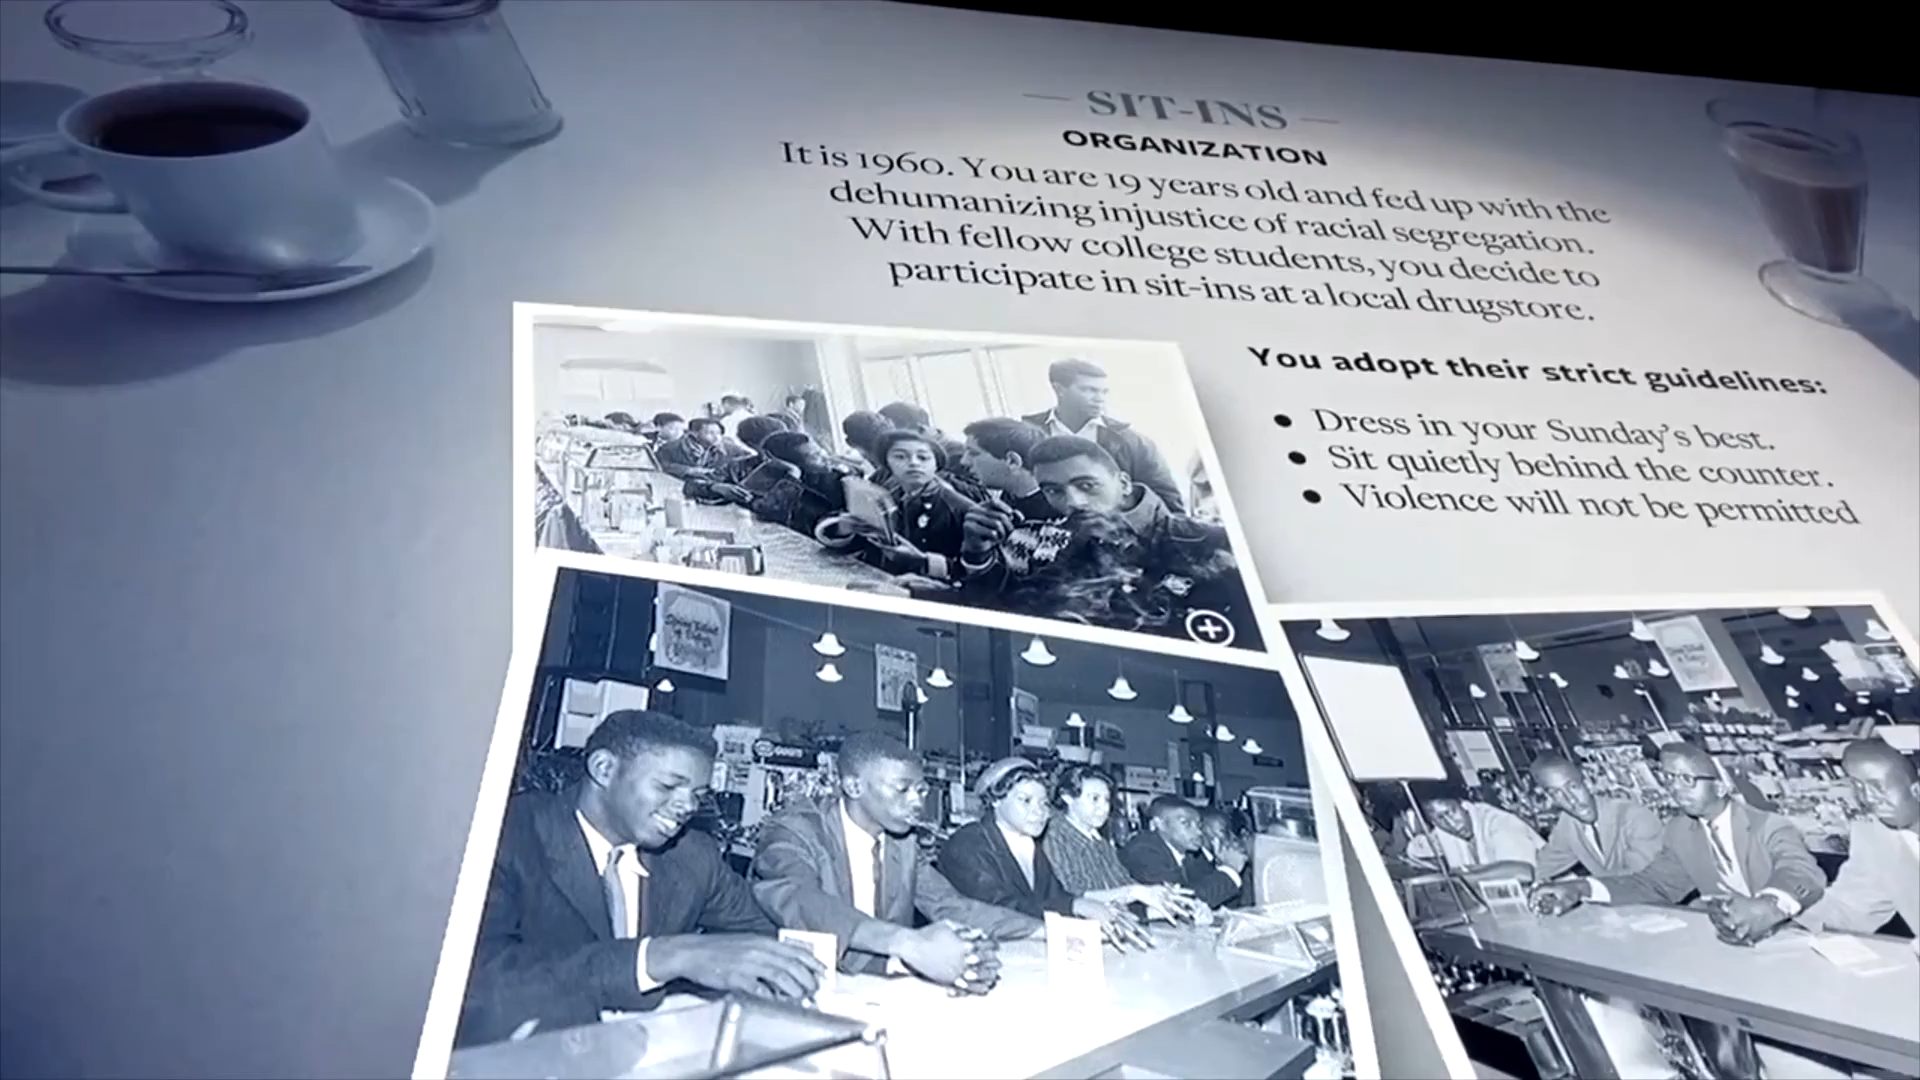 SIT-INS
ORGANIZATION
It is 1960. You are 19 years old and fed up with the
dehumanizing injustice of racial segregation.
With fellow college students, you decide to
participate in sit-ins at a local drugstore.
You adopt their strict guidelines:
• Dress in your Sunday's best.
• Sit quietly behind the counter.
• Violence will not be permitted